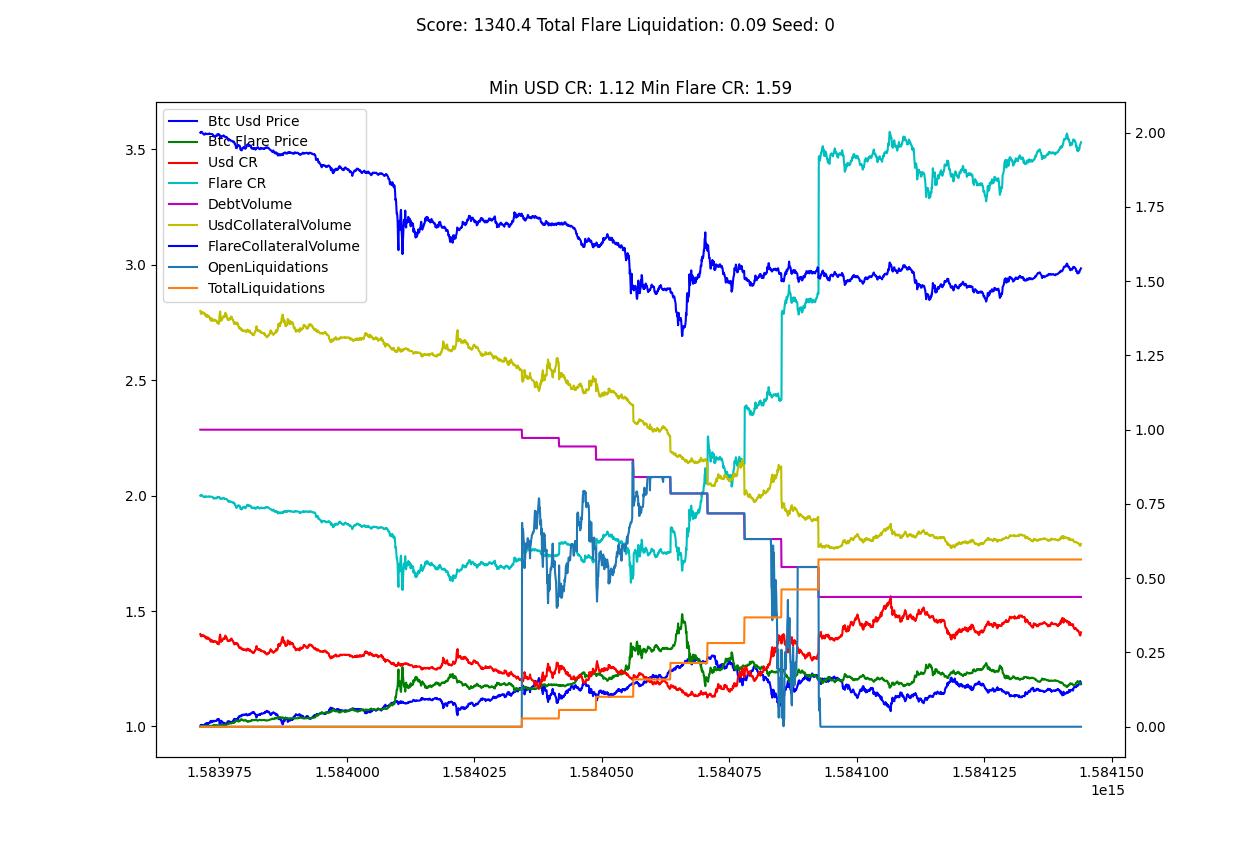 Score: 1340.4 Total Flare Liquidation: 0.09 Seed: 0
Min USD CR: 1.12 Min Flare CR: 1.59
Btc Usd Price
Btc Flare Price
Usd CR
Flare CR
DebtVolume
UsdCollateralVolume
FlareCollateralVolume
OpenLiquidations
TotalLiquidations
3.5
3.0
2.5
2.0
1.5
1.0
2.00
1.75
1.50
1.25
1.00
0.75
0.50
0.25
0.00
1.583975 1.584000 1.584025 1.584050 1.584075 1.584100 1.584125 1.584150
1e15